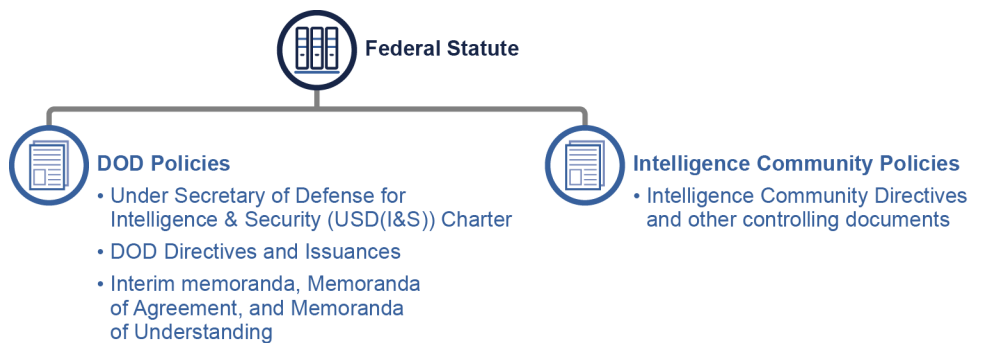 Federal Statute
DOD Policies
• Under Secretary of Defense for
Intelligence & Security (USD(I&S)) Charter
• DOD Directives and Issuances
• Interim memoranda, Memoranda
of Agreement, and Memoranda
of Understanding
Intelligence Community Policies
• Intelligence Community Directives
and other controlling documents